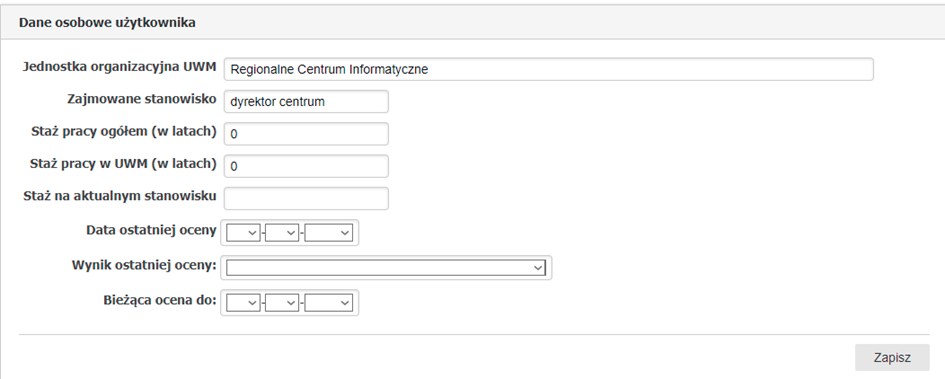 Dane osobowe użytkownika
Jednostka organizacyjna UWM Regionalne Centrum Informatyczne
Zajmowane stanowisko dyrektor centrum
Staż pracy ogółem (w latach) 0
Staż pracy w UWM (w latach) 0
Staż na aktualnym stanowisku
Data ostatniej oceny - -
Wynik ostatniej oceny:
Bieżąca ocena do: - -
Zapisz